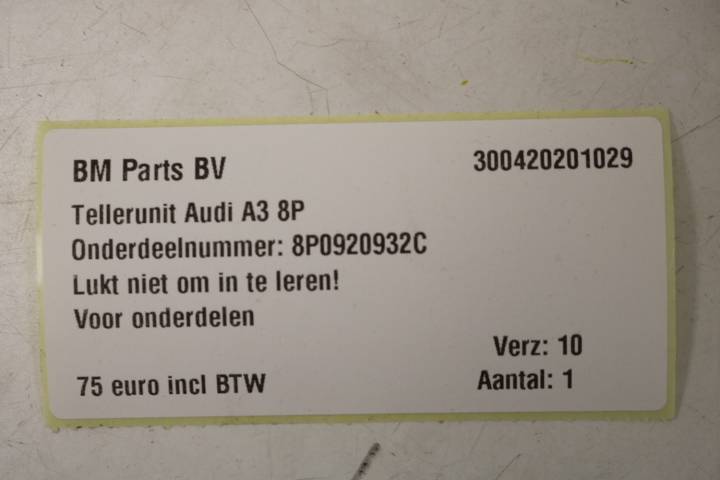 BM Parts BV 300420201029
Tellerunit Audi A3 8P
Onderdeelnummer: 8P0920932C
Lukt niet om in te leren!
Voor onderdelen
Verz: 10
75 euro incl BTW Aantal: 1